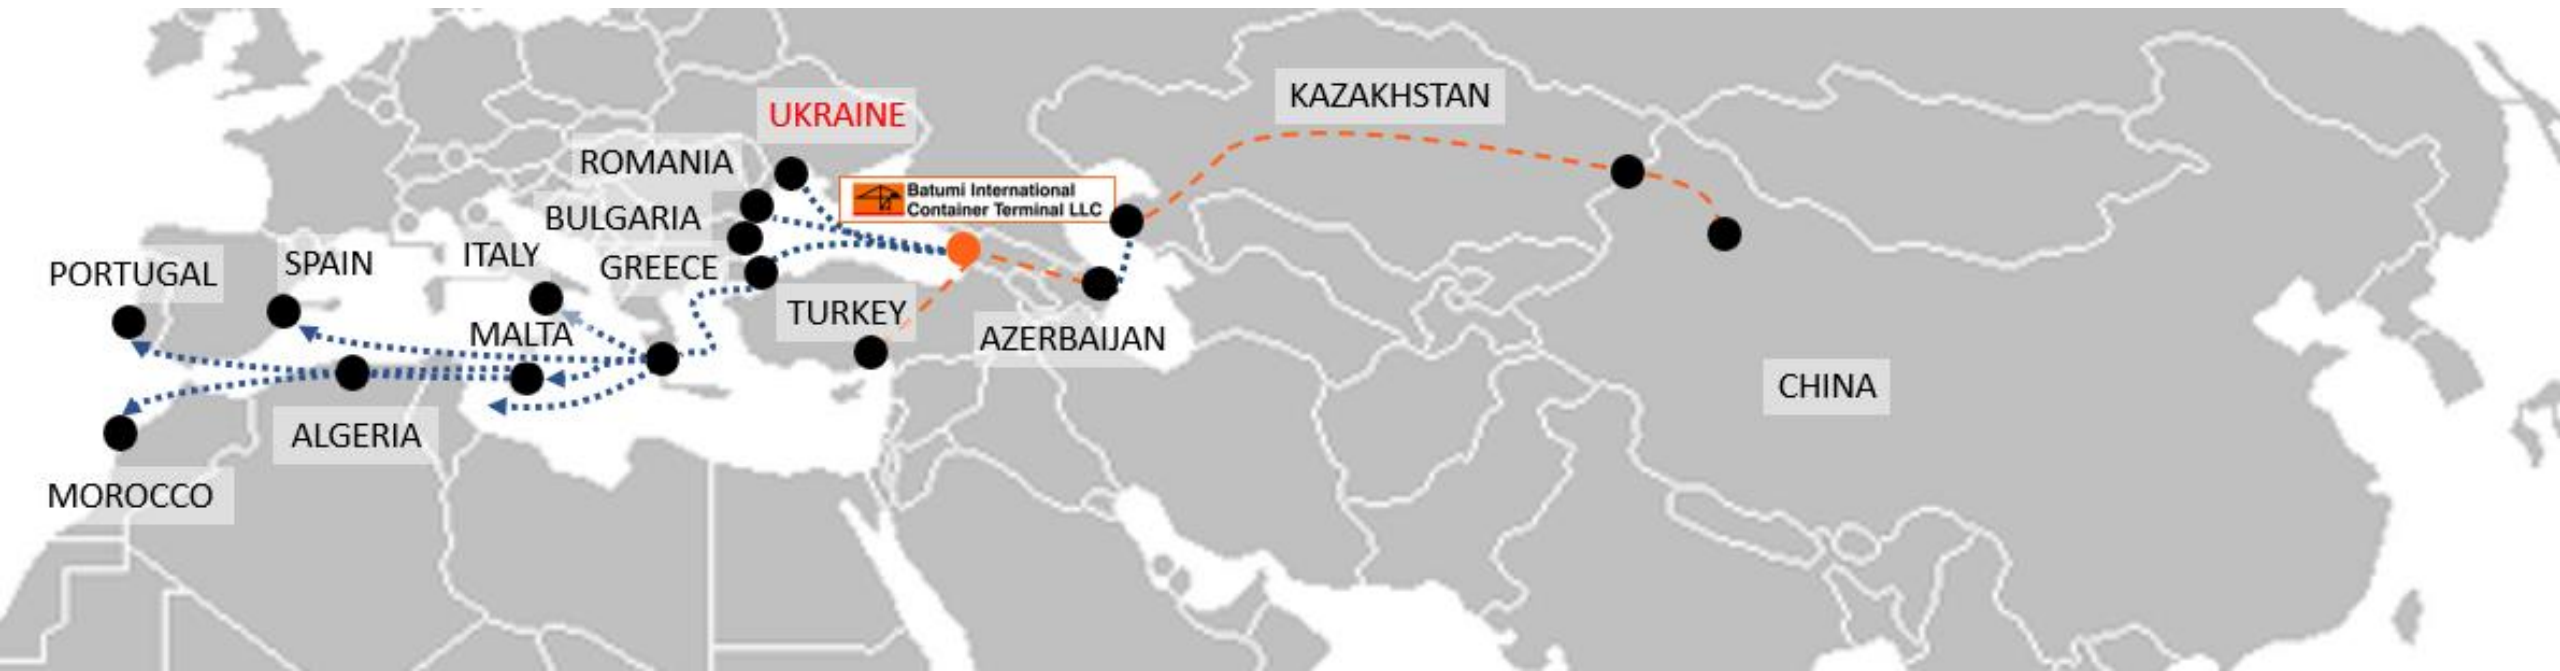 KAZAKHSTAN
UKRAINE
ROMANIA
Batumi International
Container Terminal LLC
BULGARIA
ITALY
SPAIN
GREECE
PORTUGAL
TURKEY
MALTA
AZERBAIJAN
CHINA
ALGERIA
MOROCCO